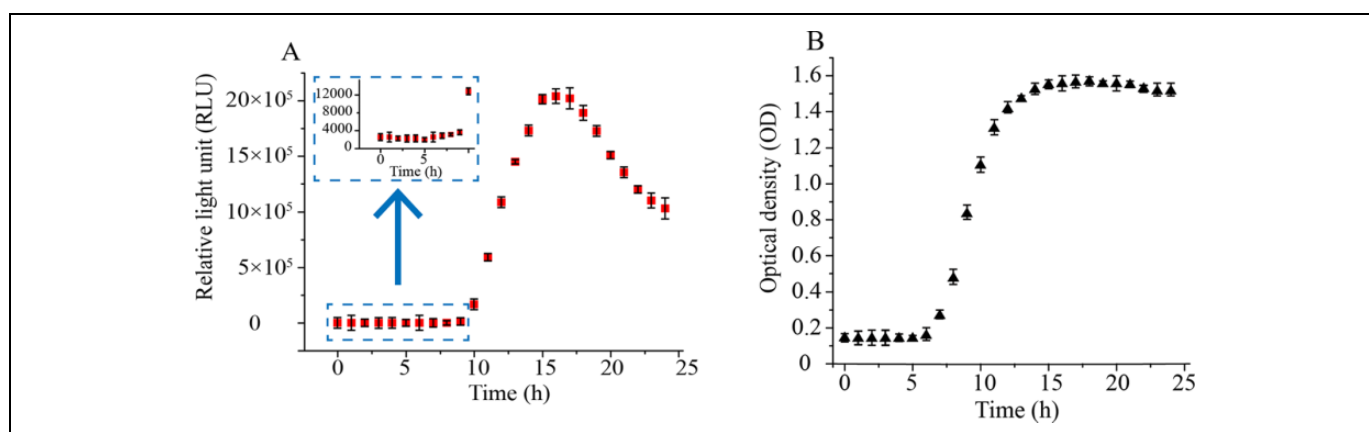 A
Relative light unit (RLU)
20×10⁵
15×10⁵
10×10⁵
5×10⁵
0
0 5 10 15 20 25
Time (h)
12000
8000
4000
0
0 5
Time (h)
B
Optical density (OD)
1.6
1.4
1.2
1.0
0.8
0.6
0.4
0.2
0
0 5 10 15 20 25
Time (h)